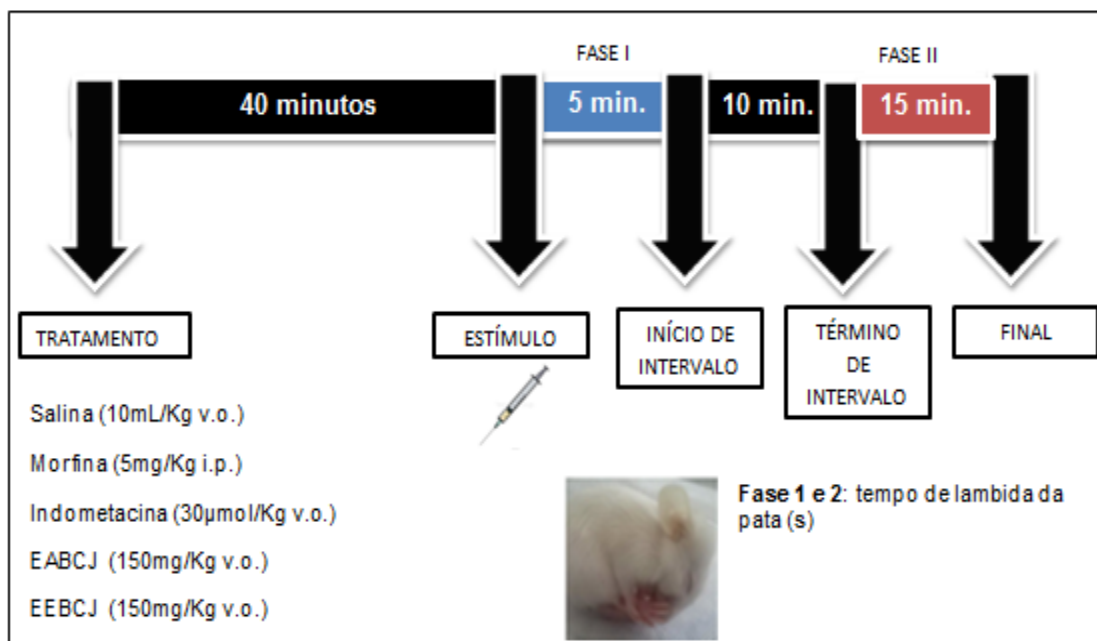 FASE I
FASE II
40 minutos
5 min.
10 min.
15 min.
TRATAMENTO
ESTÍMULO
INÍCIO DE
INTERVALO
TÉRMINO
DE
INTERVALO
FINAL
Salina (10mL/Kg v.o.)
Morfina (5mg/Kg i.p.)
Indometacina (30µmol/Kg v.o.)
EABCJ (150mg/Kg v.o.)
EEBCJ (150mg/Kg v.o.)
Fase 1 e 2: tempo de lambida da
pata (s)